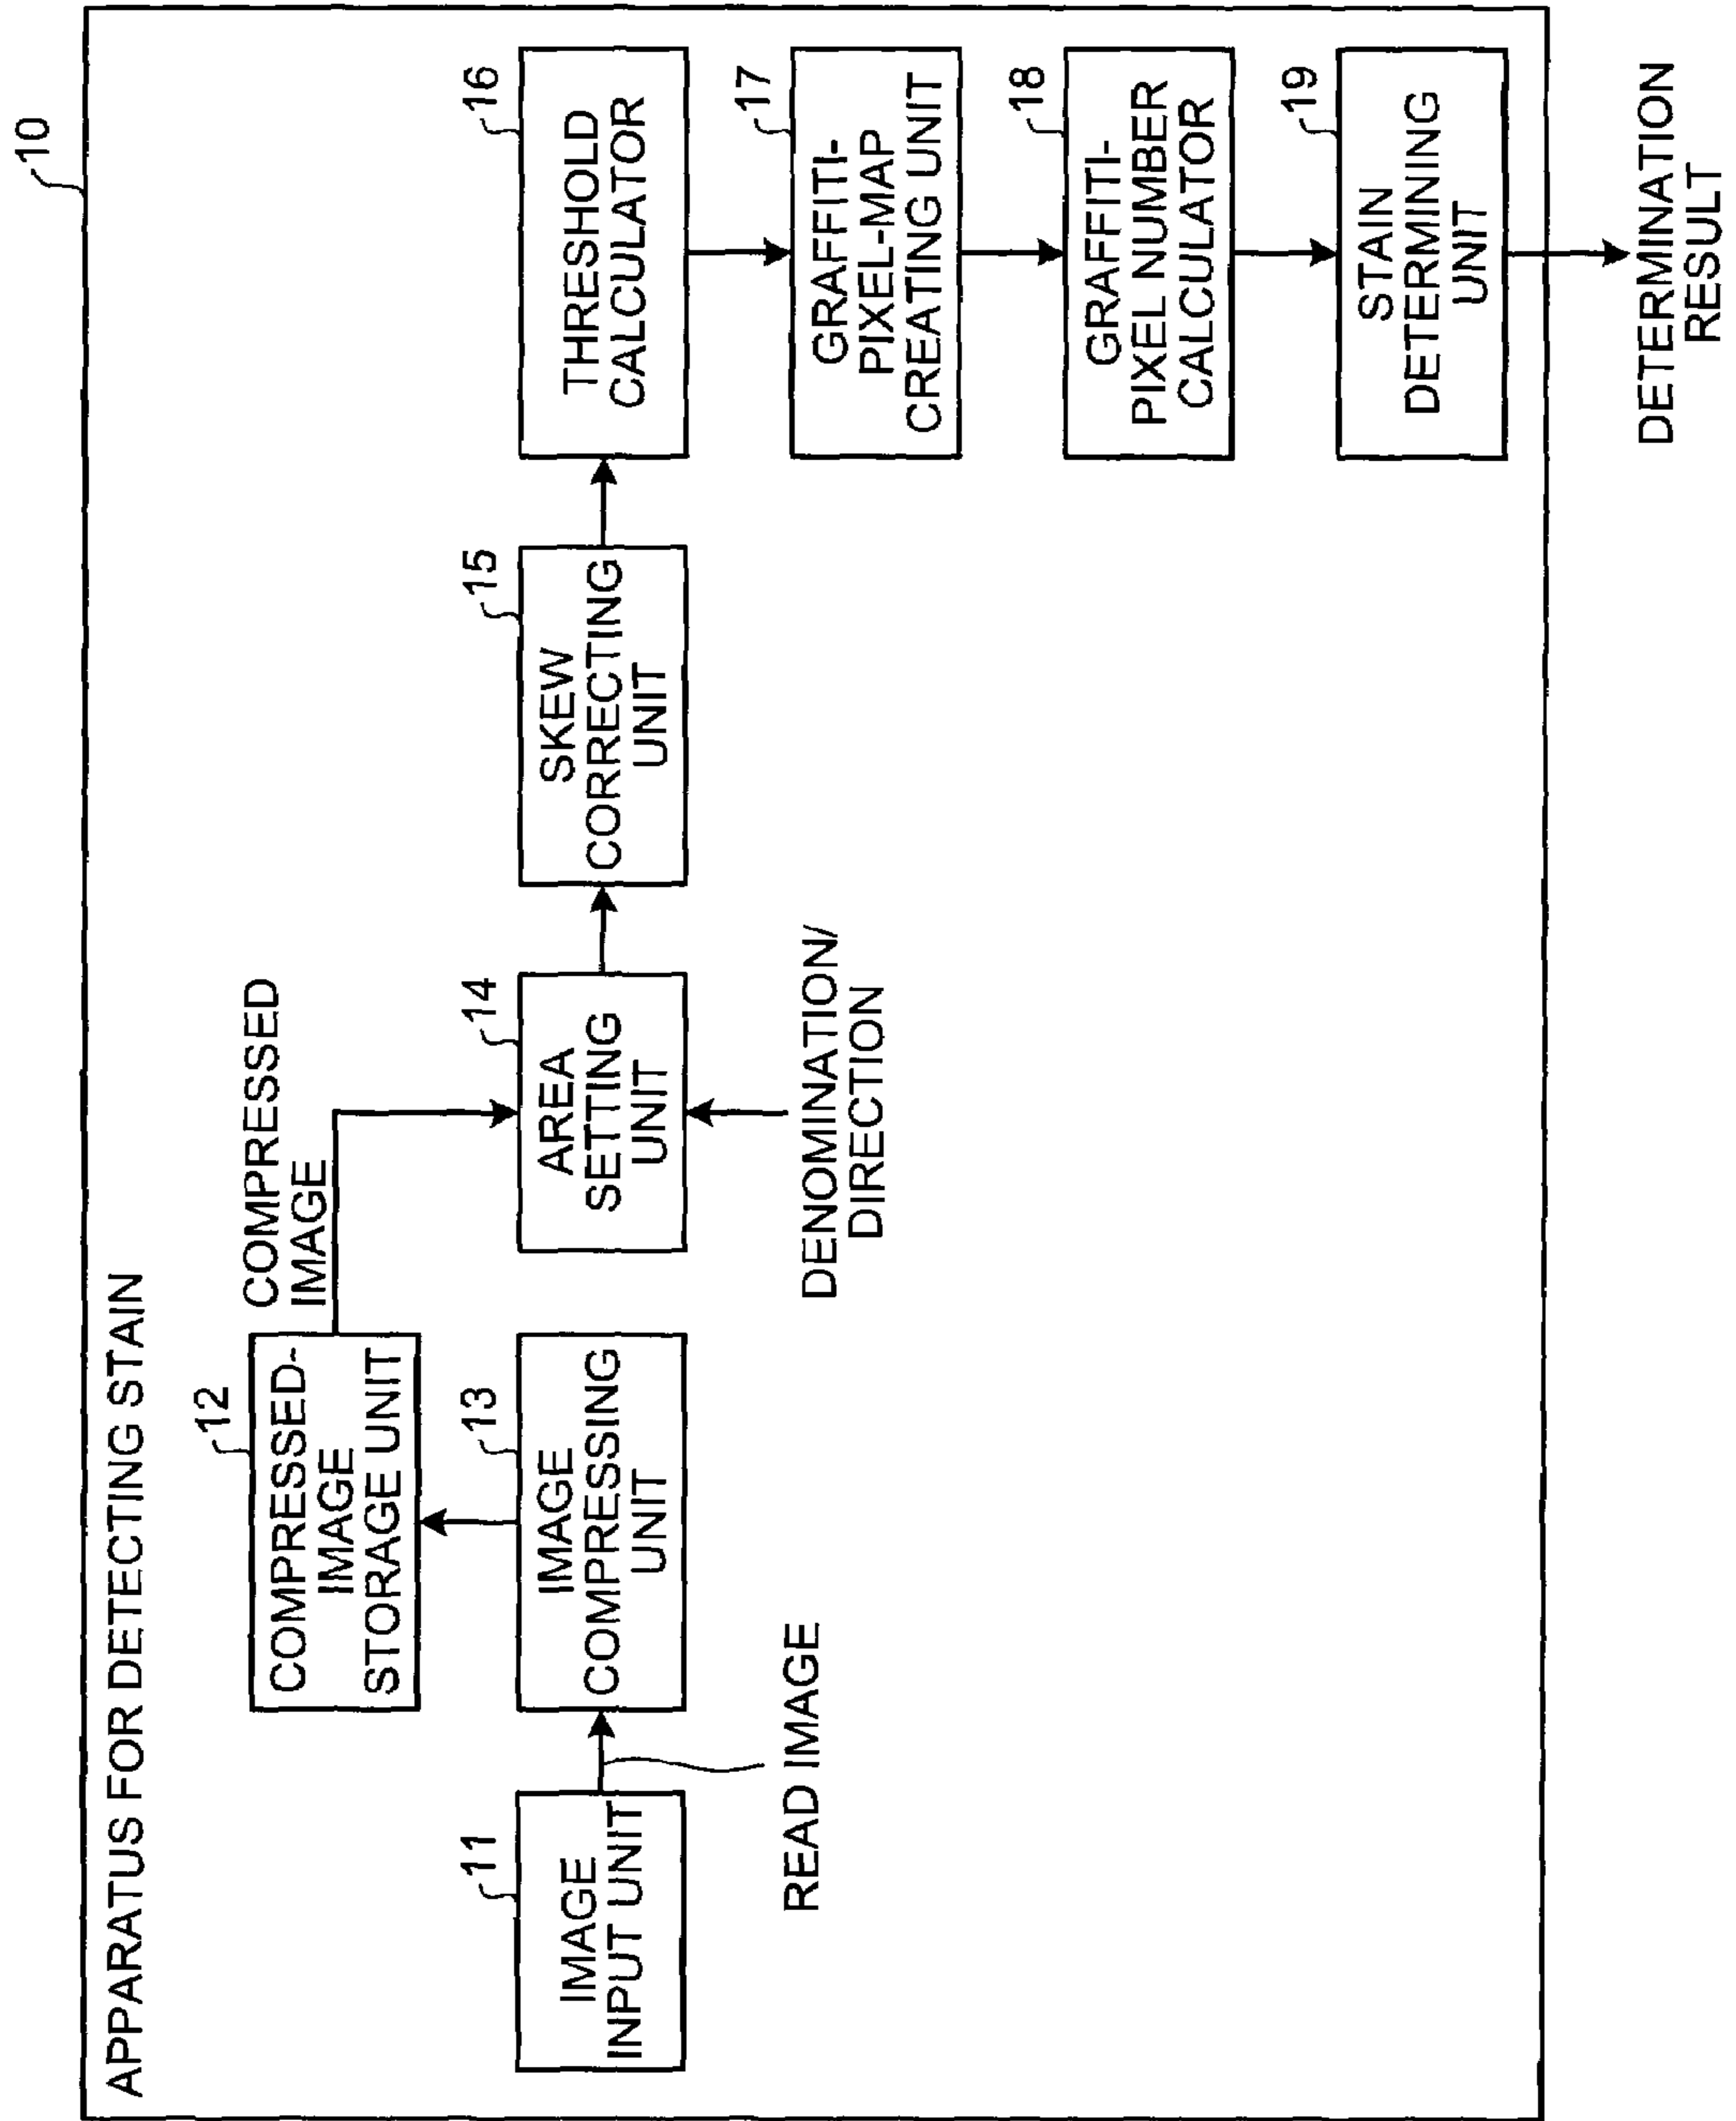 10
APPARATUS FOR DETECTING STAIN
12
COMPRESSED-
IMAGE
STORAGE UNIT
COMPRESSED
IMAGE
11
IMAGE
INPUT UNIT
13
IMAGE
COMPRESSING
UNIT
14
AREA
SETTING
UNIT
15
SKEW
CORRECTING
UNIT
16
THRESHOLD
CALCULATOR
READ IMAGE
DENOMINATION/
DIRECTION
17
GRAFFITI-
PIXEL-MAP
CREATING UNIT
18
GRAFFITI-
PIXEL NUMBER
CALCULATOR
19
STAIN
DETERMINING
UNIT
DETERMINATION
RESULT